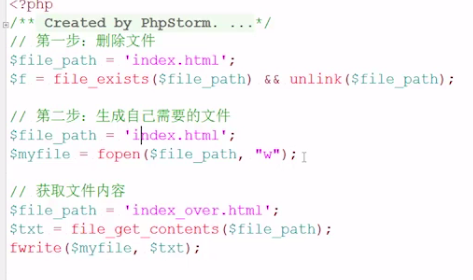 <?php
/** Created by PhpStorm. ...*/
// 第一步：删除文件
$file_path = 'index.html';
$f = file_exists($file_path) && unlink($file_path);
// 第二步：生成自己需要的文件
$file_path = 'index.html';
$myfile = fopen($file_path, "w");
// 获取文件内容
$file_path = 'index_over.html';
$txt = file_get_contents($file_path);
fwrite($myfile, $txt);